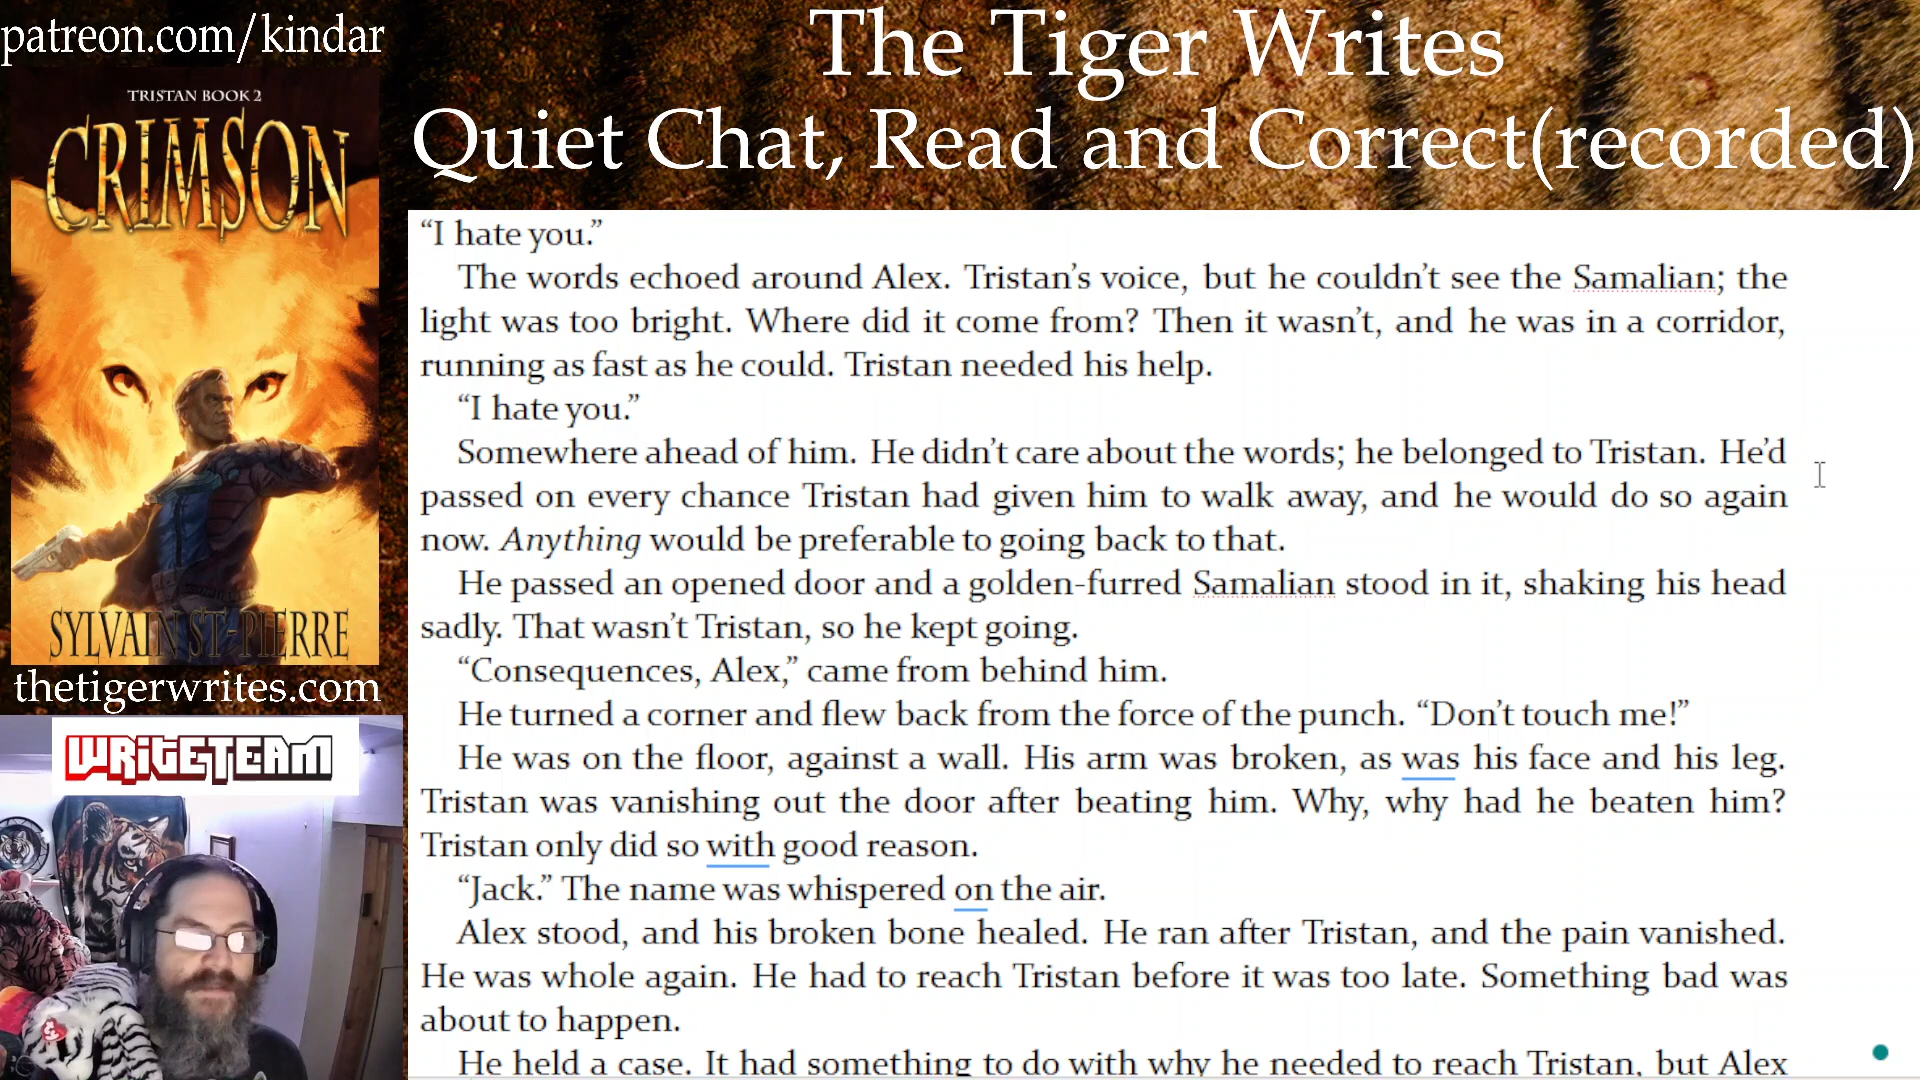 patreon.com/kindar
TRISTAN BOOK 2
CRIMSON
SYLVAIN ST-PIERRE
thetigerwrites.com
WRITETEAM
The Tiger Writes
Quiet Chat, Read and Correct(recorded)
“I hate you.”
The words echoed around Alex. Tristan’s voice, but he couldn’t see the Samalian; the
light was too bright. Where did it come from? Then it wasn’t, and he was in a corridor,
running as fast as he could. Tristan needed his help.
“I hate you.”
Somewhere ahead of him. He didn’t care about the words; he belonged to Tristan. He’d
passed on every chance Tristan had given him to walk away, and he would do so again
now. Anything would be preferable to going back to that.
He passed an opened door and a golden-furred Samalian stood in it, shaking his head
sadly. That wasn’t Tristan, so he kept going.
“Consequences, Alex,” came from behind him.
He turned a corner and flew back from the force of the punch. “Don’t touch me!”
He was on the floor, against a wall. His arm was broken, as was his face and his leg.
Tristan was vanishing out the door after beating him. Why, why had he beaten him?
Tristan only did so with good reason.
“Jack.” The name was whispered on the air.
Alex stood, and his broken bone healed. He ran after Tristan, and the pain vanished.
He was whole again. He had to reach Tristan before it was too late. Something bad was
about to happen.
He held a case. It had something to do with why he needed to reach Tristan, but Alex